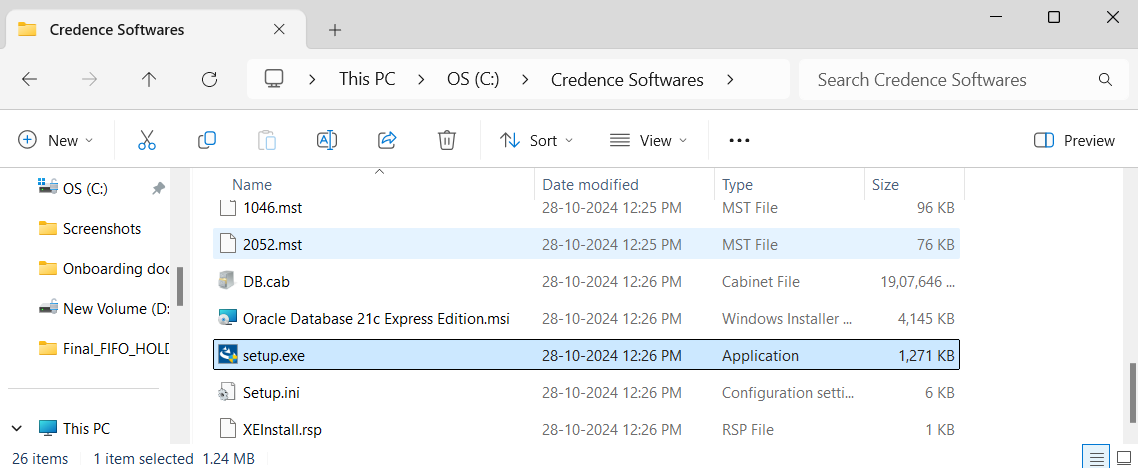 Credence Softwares
This PC > OS (C:) > Credence Softwares >
Search Credence Softwares
New
Sort
View
Preview
OS (C:)
Screenshots
Onboarding doc
New Volume (D:
Final_FIFO_HOLD
This PC
Name Date modified Type Size
1046.mst 28-10-2024 12:25 PM MST File 96 KB
2052.mst 28-10-2024 12:25 PM MST File 76 KB
DB.cab 28-10-2024 12:26 PM Cabinet File 19,07,646 ...
Oracle Database 21c Express Edition.msi 28-10-2024 12:26 PM Windows Installer ... 4,145 KB
setup.exe 28-10-2024 12:26 PM Application 1,271 KB
Setup.ini 28-10-2024 12:26 PM Configuration setti... 6 KB
XEInstall.rsp 28-10-2024 12:26 PM RSP File 1 KB
26 items 1 item selected 1.24 MB